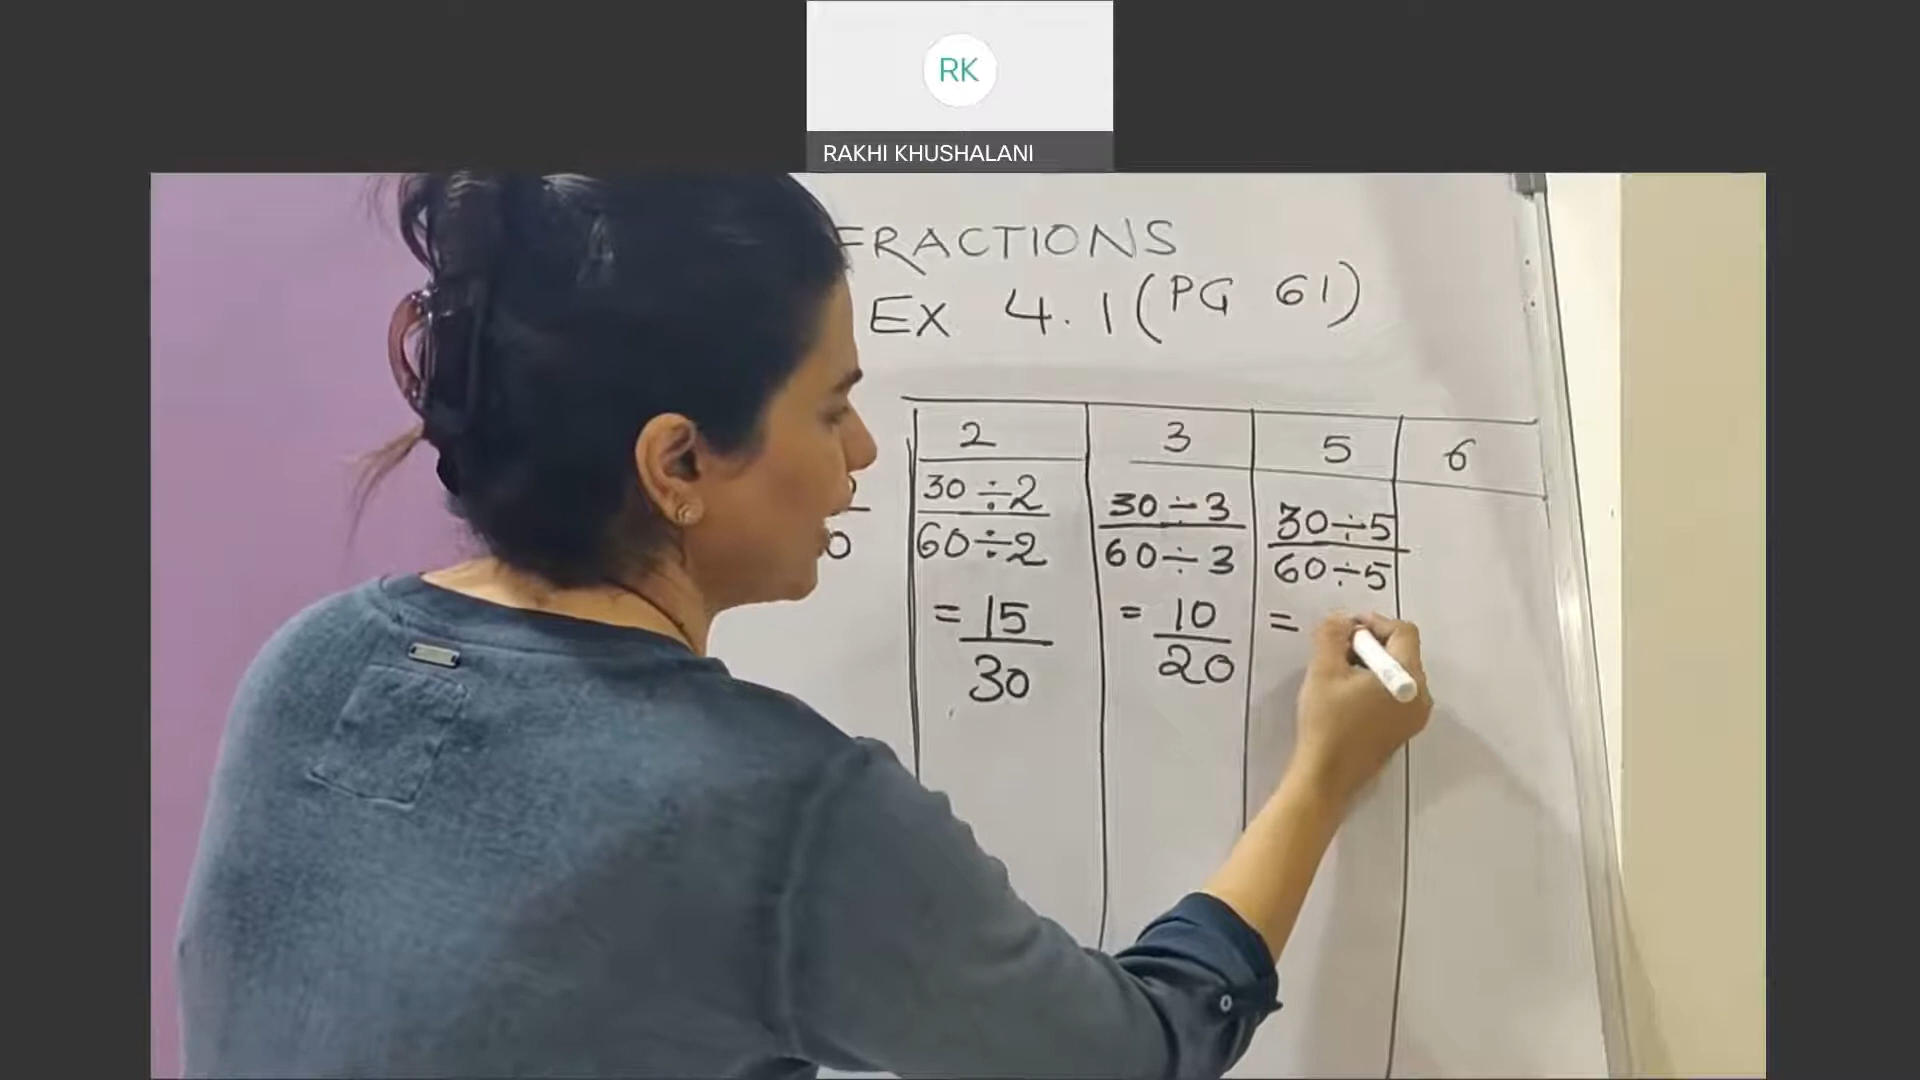 RK
RAKHI KHUSHALANI
FRACTIONS
EX 4.1 (PG 61)
2 3 5 6
30÷2 30÷3 30÷5
0 60÷2 60÷3 60÷5
= 15 = 10 =
30 20